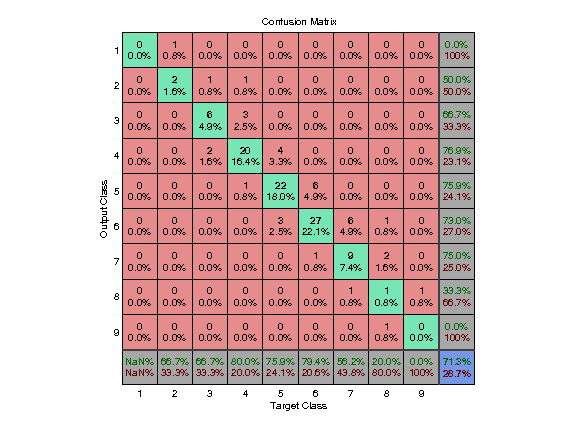 Confusion Matrix
1 0 1 0 0 0 0 0 0 0 0.0%
0.0% 0.8% 0.0% 0.0% 0.0% 0.0% 0.0% 0.0% 0.0% 100%
2 0 2 1 1 0 0 0 0 0 50.0%
0.0% 1.6% 0.8% 0.8% 0.0% 0.0% 0.0% 0.0% 0.0% 50.0%
3 0 0 6 3 0 0 0 0 0 66.7%
0.0% 0.0% 4.9% 2.5% 0.0% 0.0% 0.0% 0.0% 0.0% 33.3%
4 0 0 2 20 4 0 0 0 0 76.9%
0.0% 0.0% 1.6% 16.4% 3.3% 0.0% 0.0% 0.0% 0.0% 23.1%
5 0 0 0 1 22 6 0 0 0 75.9%
0.0% 0.0% 0.0% 0.8% 18.0% 4.9% 0.0% 0.0% 0.0% 24.1%
6 0 0 0 0 3 27 6 1 0 73.0%
0.0% 0.0% 0.0% 0.0% 2.5% 22.1% 4.9% 0.8% 0.0% 27.0%
7 0 0 0 0 0 1 9 2 0 75.0%
0.0% 0.0% 0.0% 0.0% 0.0% 0.8% 7.4% 1.6% 0.0% 25.0%
8 0 0 0 0 0 0 1 1 1 33.3%
0.0% 0.0% 0.0% 0.0% 0.0% 0.0% 0.8% 0.8% 0.8% 66.7%
9 0 0 0 0 0 0 0 1 0 0.0%
0.0% 0.0% 0.0% 0.0% 0.0% 0.0% 0.0% 0.8% 0.0% 100%
NaN% 66.7% 66.7% 80.0% 75.9% 79.4% 56.2% 20.0% 0.0% 71.3%
NaN% 33.3% 33.3% 20.0% 24.1% 20.6% 43.8% 80.0% 100% 28.7%
1 2 3 4 5 6 7 8 9
Target Class
Output Class